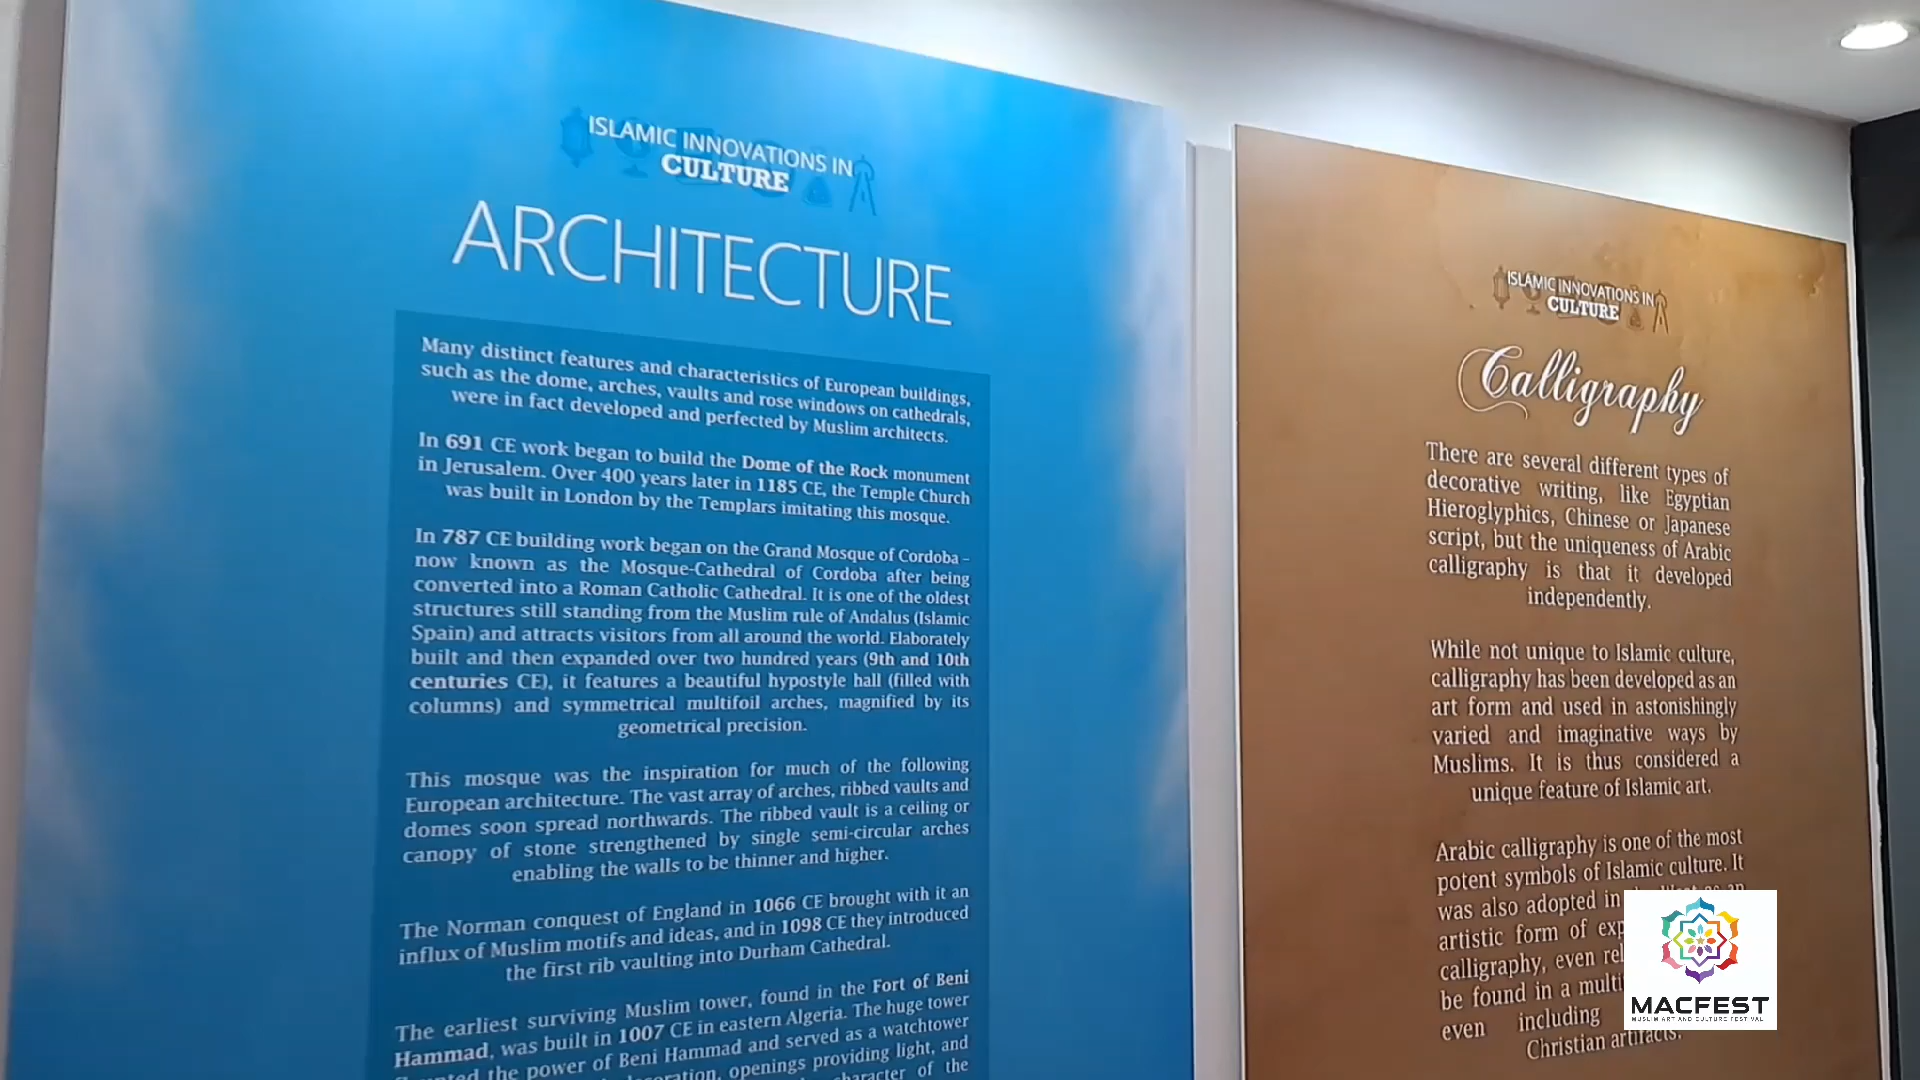 ISLAMIC INNOVATIONS IN
CULTURE
ARCHITECTURE
Many distinct features and characteristics of European buildings,
such as the dome, arches, vaults and rose windows on cathedrals,
were in fact developed and perfected by Muslim architects.
In 691 CE work began to build the Dome of the Rock monument
in Jerusalem. Over 400 years later in 1185 CE, the Temple Church
was built in London by the Templars imitating this mosque.
In 787 CE building work began on the Grand Mosque of Cordoba –
now known as the Mosque-Cathedral of Cordoba after being
converted into a Roman Catholic Cathedral. It is one of the oldest
structures still standing from the Muslim rule of Andalus (Islamic
Spain) and attracts visitors from all around the world. Elaborately
built and then expanded over two hundred years (9th and 10th
centuries CE), it features a beautiful hypostyle hall (filled with
columns) and symmetrical multifoil arches, magnified by its
geometrical precision.
This mosque was the inspiration for much of the following
European architecture. The vast array of arches, ribbed vaults and
domes soon spread northwards. The ribbed vault is a ceiling or
canopy of stone strengthened by single semi-circular arches
enabling the walls to be thinner and higher.
The Norman conquest of England in 1066 CE brought with it an
influx of Muslim motifs and ideas, and in 1098 CE they introduced
the first rib vaulting into Durham Cathedral.
The earliest surviving Muslim tower, found in the Fort of Beni
Hammad, was built in 1007 CE in eastern Algeria. The huge tower
the power of Beni Hammad and served as a watchtower
openings providing light, and
character of the
ISLAMIC INNOVATIONS IN
CULTURE
Calligraphy
There are several different types of
decorative writing, like Egyptian
Hieroglyphics, Chinese or Japanese
script, but the uniqueness of Arabic
calligraphy is that it developed
independently.
While not unique to Islamic culture,
calligraphy has been developed as an
art form and used in astonishingly
varied and imaginative ways by
Muslims. It is thus considered a
unique feature of Islamic art.
Arabic calligraphy is one of the most
potent symbols of Islamic culture. It
was also adopted in
artistic form of
calligraphy, even
be found in a
even including
Christian artifacts.
MACFEST
MUSLIM ART AND CULTURE FESTIVAL